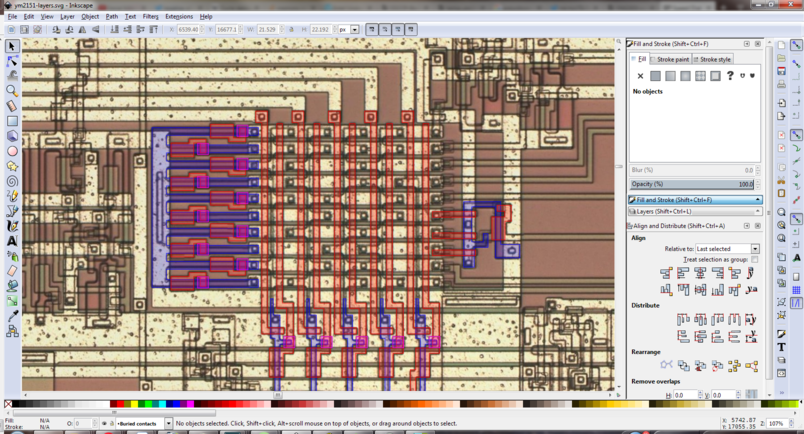 ym2151-layers.svg - Inkscape
File Edit View Layer Object Path Text Filters Extensions Help
X: 6539.40 Y: 16677.1 W: 21.529 H: 22.192 px
Fill and Stroke (Shift+Ctrl+F)
Fill Stroke paint Stroke style
No objects
Blur (%) 0.0
Opacity (%) 100.0
Fill and Stroke (Shift+Ctrl+F)
Layers (Shift+Ctrl+L)
Align and Distribute (Shift+Ctrl+A)
Align
Relative to: Last selected
Treat selection as group:
Distribute
Rearrange
Remove overlaps
H: 0.0 V: 0.0
Fill: N/A
Stroke: N/A
O: 0
•Buried contacts
No objects selected. Click, Shift+click, Alt+scroll mouse on top of objects, or drag around objects to select.
X: 5742.87
Y: 17055.35
Z: 107%